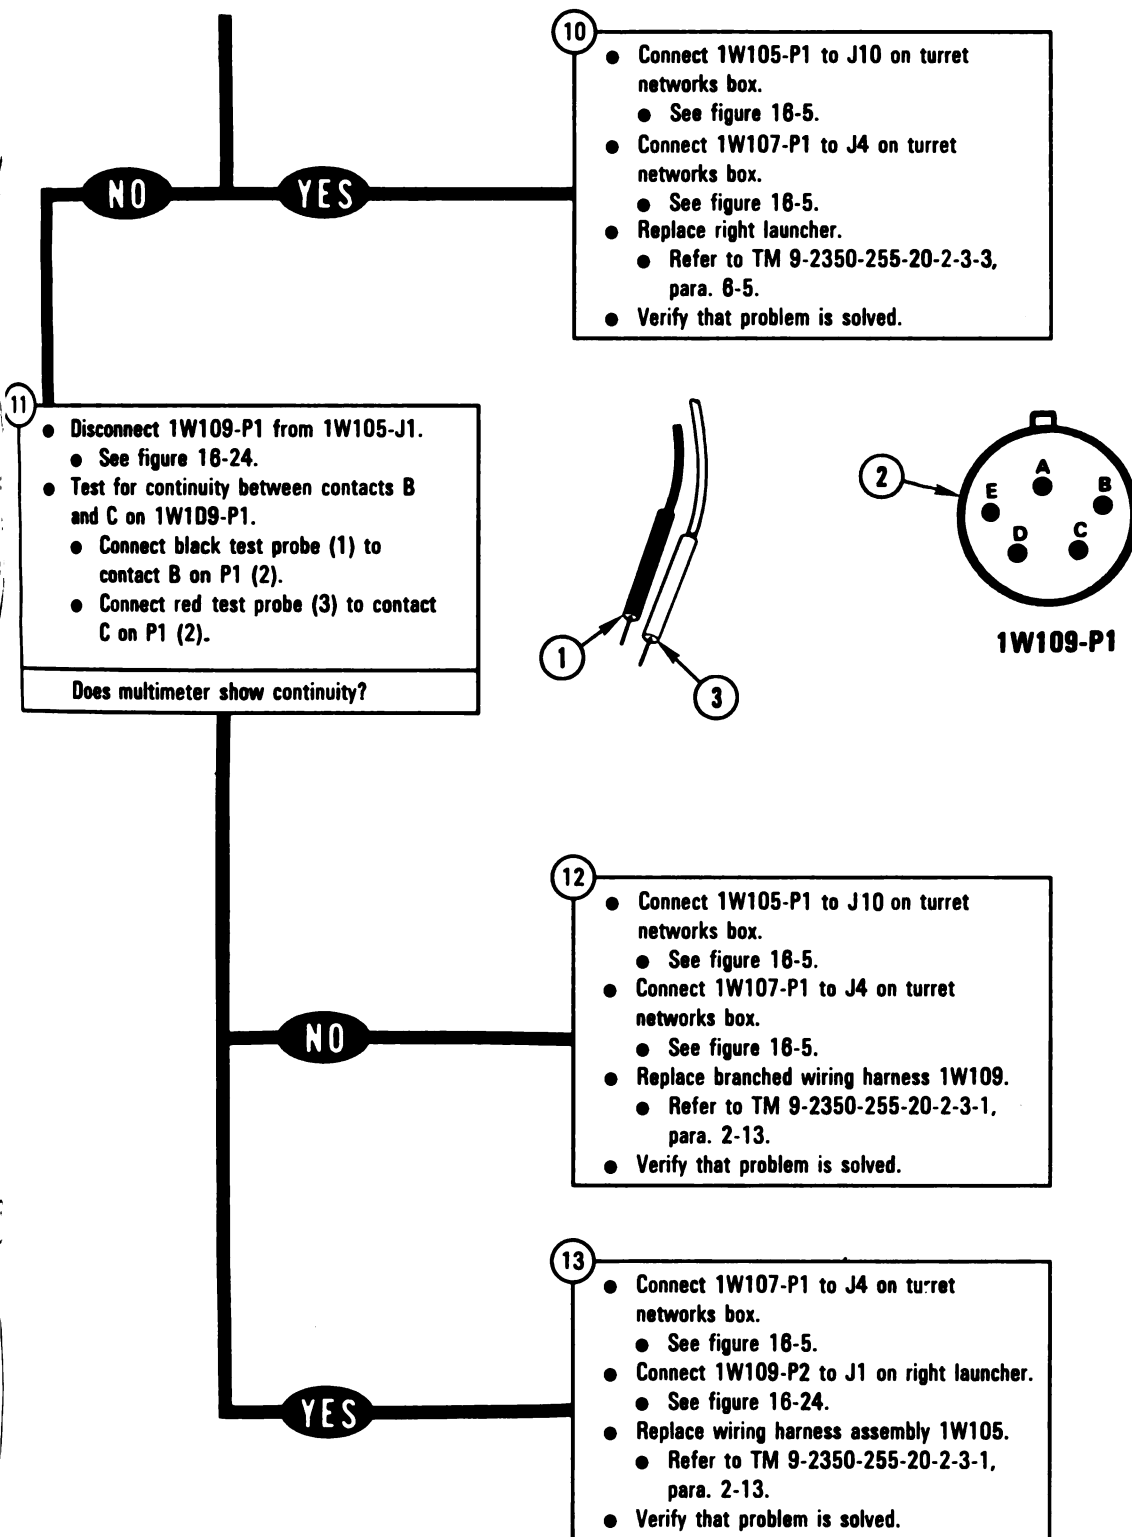 10
● Connect 1W105-P1 to J10 on turret
networks box.
● See figure 16-5.
● Connect 1W107-P1 to J4 on turret
networks box.
● See figure 16-5.
● Replace right launcher.
● Refer to TM 9-2350-255-20-2-3-3,
para. 6-5.
● Verify that problem is solved.
NO
YES
11
● Disconnect 1W109-P1 from 1W105-J1.
● See figure 16-24.
● Test for continuity between contacts B
and C on 1W109-P1.
● Connect black test probe (1) to
contact B on P1 (2).
● Connect red test probe (3) to contact
C on P1 (2).
Does multimeter show continuity?
1
3
2
A
B
C
D
E
1W109-P1
12
● Connect 1W105-P1 to J10 on turret
networks box.
● See figure 16-5.
● Connect 1W107-P1 to J4 on turret
networks box.
● See figure 16-5.
● Replace branched wiring harness 1W109.
● Refer to TM 9-2350-255-20-2-3-1,
para. 2-13.
● Verify that problem is solved.
NO
13
● Connect 1W107-P1 to J4 on turret
networks box.
● See figure 16-5.
● Connect 1W109-P2 to J1 on right launcher.
● See figure 16-24.
● Replace wiring harness assembly 1W105.
● Refer to TM 9-2350-255-20-2-3-1,
para. 2-13.
● Verify that problem is solved.
YES